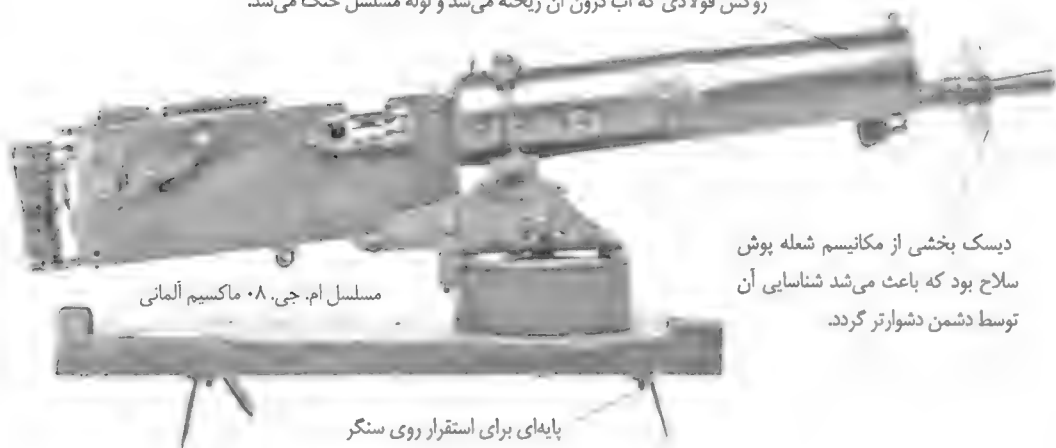 روکش فولادی که آب درون آن ریخته می‌شد و لوله مسلسل خنک می‌شد.
دیسک بخشی از مکانیسم شعله پوش
سلاح بود که باعث می‌شد شناسایی آن
توسط دشمن دشوارتر گردد.
مسلسل ام. جی. ۰۸ ماکسیم آلمانی
پایه‌ای برای استقرار روی سنگر